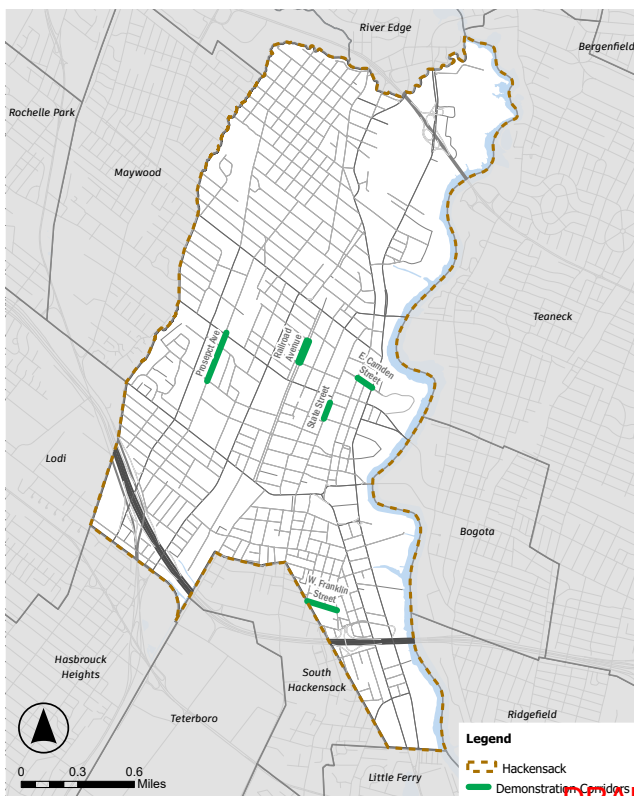 River Edge
Bergenfield
Rochelle Park
Maywood
Teaneck
Prosepct Ave
Railroad
Avenue
E. Camden
Street
State Street
Lodi
Bogota
W. Franklin
Street
Hasbrouck
Heights
South
Hackensack
Teterboro
Ridgefield
Little Ferry
0 0.3 0.6
Miles
Legend
Hackensack
Demonstration Corridors